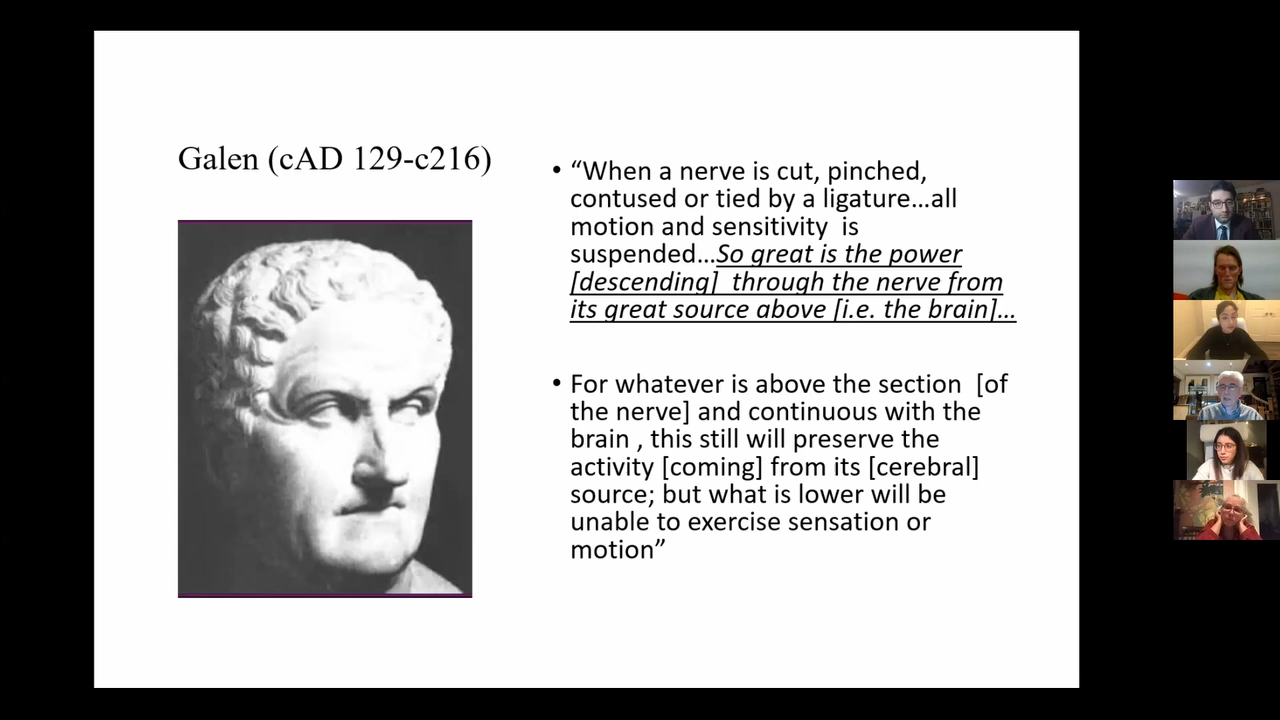 Galen (cAD 129-c216)
• “When a nerve is cut, pinched,
contused or tied by a ligature…all
motion and sensitivity  is
suspended…So great is the power
[descending]  through the nerve from
its great source above [i.e. the brain]…
• For whatever is above the section  [of
the nerve] and continuous with the
brain , this still will preserve the
activity [coming] from its [cerebral]
source; but what is lower will be
unable to exercise sensation or
motion”